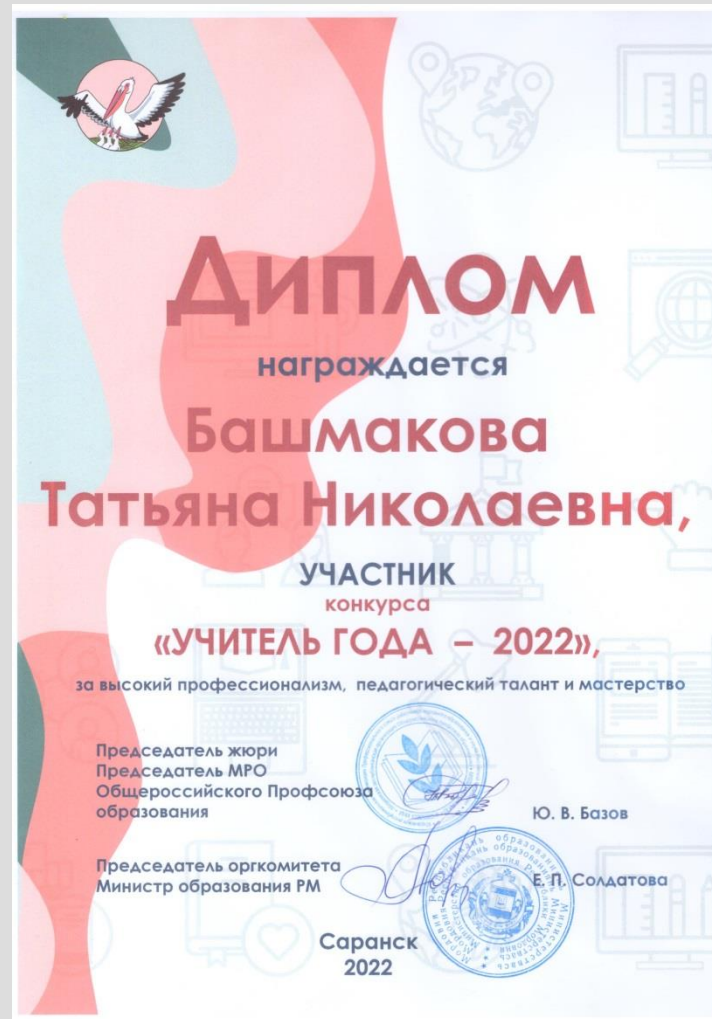 Диплом
награждается
Башмакова
Татьяна Николаевна,
УЧАСТНИК
конкурса
«УЧИТЕЛЬ ГОДА – 2022»,
за высокий профессионализм, педагогический талант и мастерство
Председатель жюри
Председатель МРО
Общероссийского Профсоюза
образования
Ю. В. Базов
Председатель оргкомитета
Министр образования РМ
Е. П. Солдатова
Саранск
2022